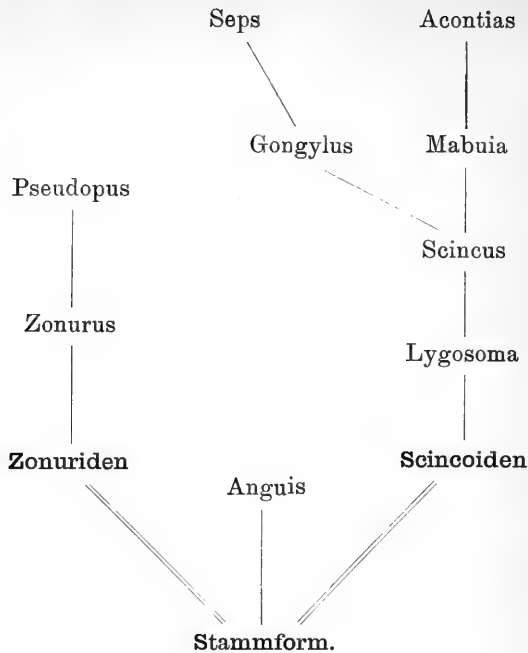 Seps Acontias
Gongylus Mabuia
Pseudopus
Scincus
Zonurus
Lygosoma
Zonuriden Scincoiden
Anguis
Stammform.